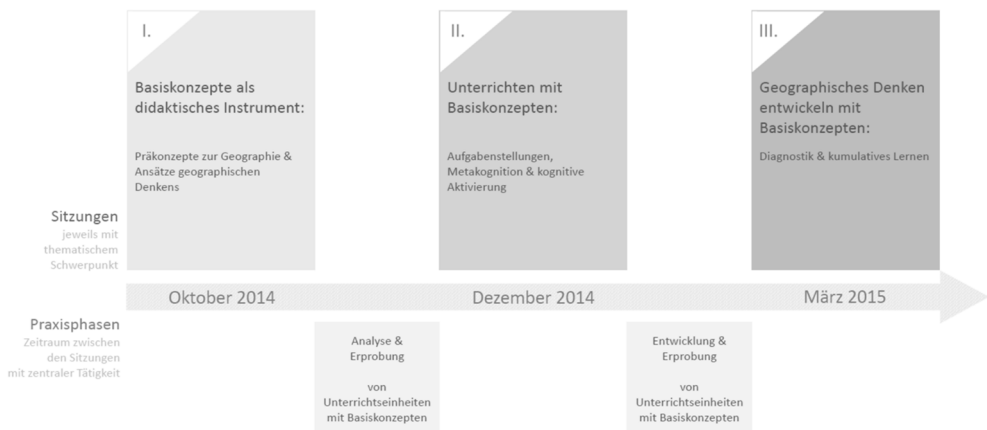 I.
Basiskonzepte als
didaktisches Instrument:
Präkonzepte zur Geographie &
Ansätze geographischen
Denkens
II.
Unterrichten mit
Basiskonzepten:
Aufgabenstellungen,
Metakognition & kognitive
Aktivierung
III.
Geographisches Denken
entwickeln mit
Basiskonzepten:
Diagnostik & kumulatives Lernen
Sitzungen
jeweils mit
thematischem
Schwerpunkt
Oktober 2014
Dezember 2014
März 2015
Praxisphasen
Zeitraum zwischen
den Sitzungen
mit zentraler Tätigkeit
Analyse &
Erprobung
von
Unterrichtseinheiten
mit Basiskonzepten
Entwicklung &
Erprobung
von
Unterrichtseinheiten
mit Basiskonzepten